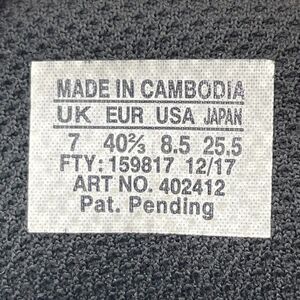 MADE IN CAMBODIA
UK EUR USA JAPAN
7 40⅔ 8.5 25.5
FTY: 159817 12/17
ART NO. 402412
Pat. Pending